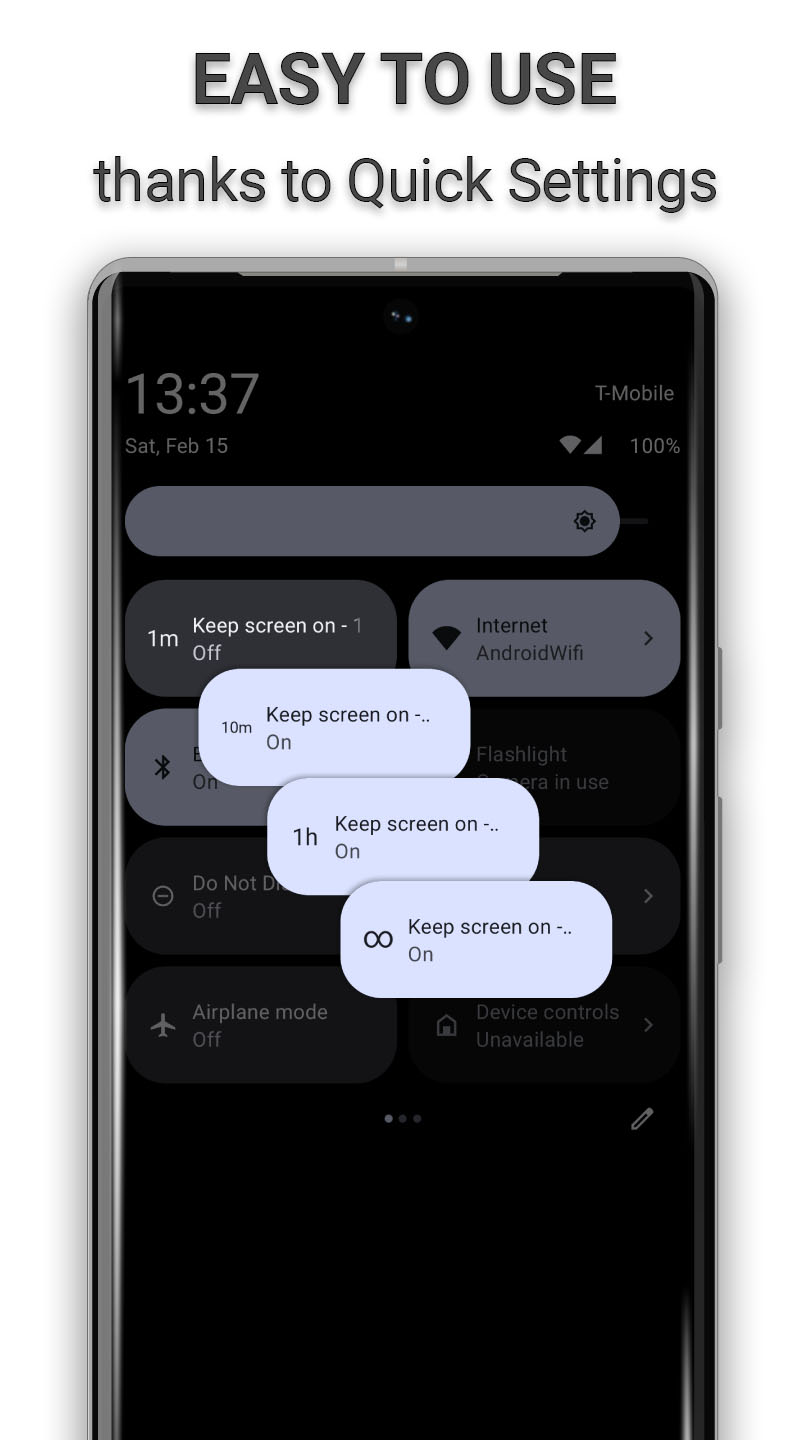 EASY TO USE
thanks to Quick Settings
13:37
T-Mobile
Sat, Feb 15
100%
1m
Keep screen on - 1
Off
Internet
AndroidWifi
10m
Keep screen on -..
On
On
Flashlight
in use
1h
Keep screen on -..
On
Do Not
Off
∞
Keep screen on -..
On
Airplane mode
Off
Device controls
Unavailable